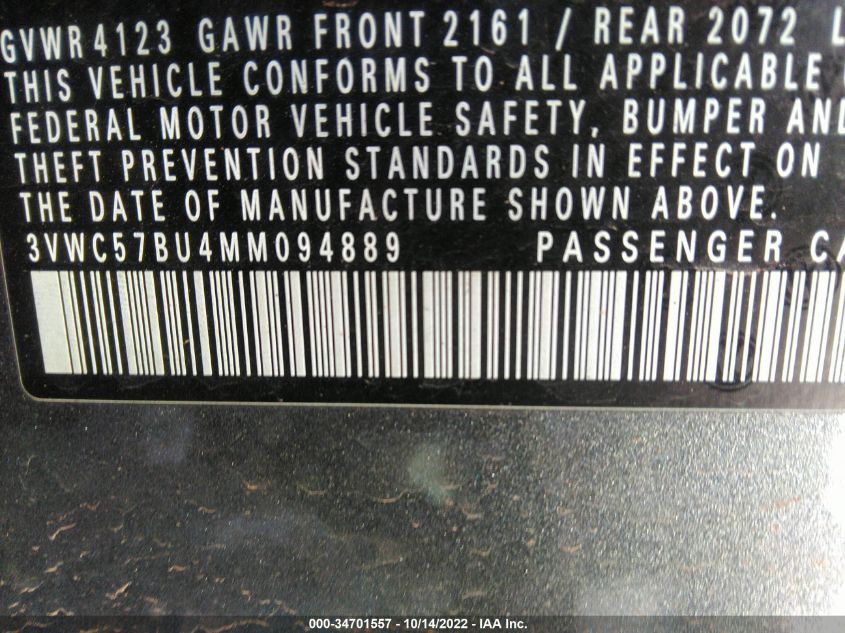 GVWR 4123 GAWR FRONT 2161 / REAR 2072 L
THIS VEHICLE CONFORMS TO ALL APPLICABLE
FEDERAL MOTOR VEHICLE SAFETY, BUMPER AND
THEFT PREVENTION STANDARDS IN EFFECT ON
THE DATE OF MANUFACTURE SHOWN ABOVE.
3VWC57BU4MM094889 PASSENGER CA
000-34701557 - 10/14/2022 - IAA Inc.